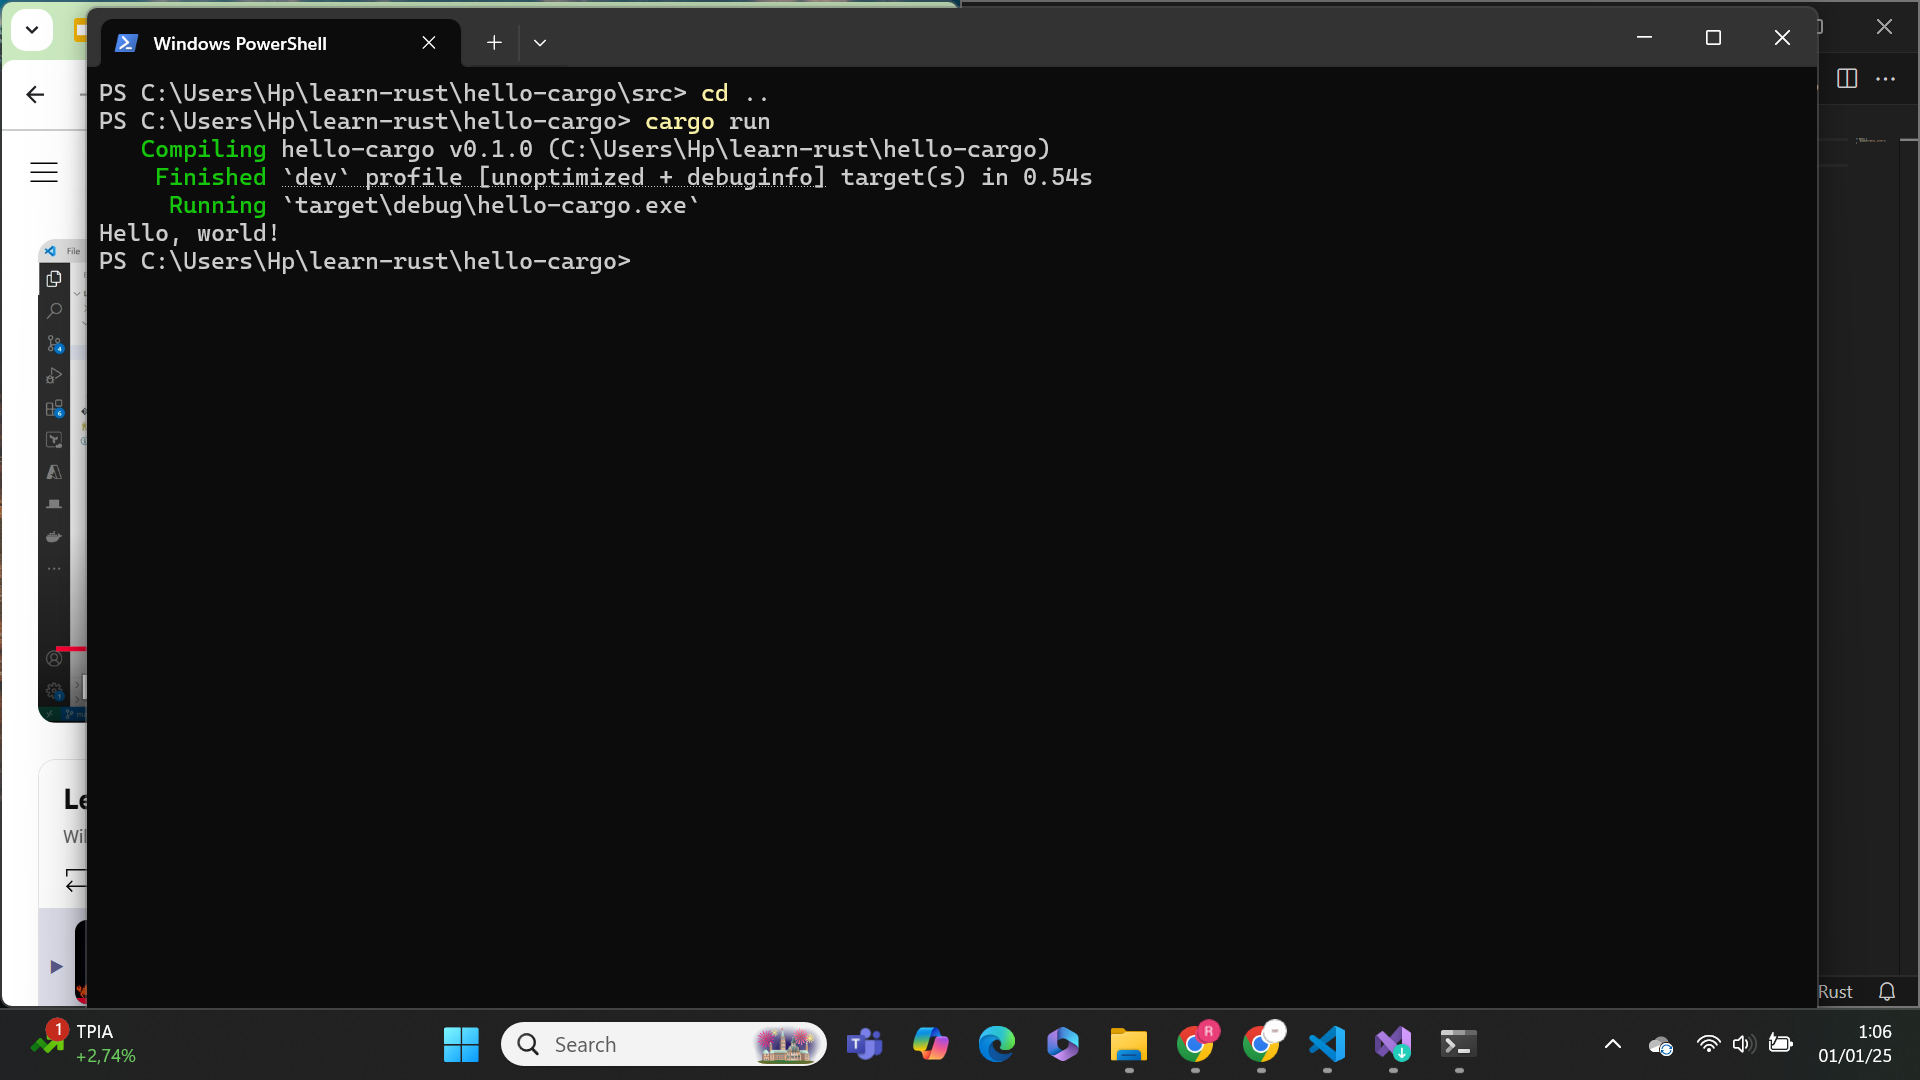 Windows PowerShell
PS C:\Users\Hp\learn-rust\hello-cargo\src> cd ..
PS C:\Users\Hp\learn-rust\hello-cargo> cargo run
   Compiling hello-cargo v0.1.0 (C:\Users\Hp\learn-rust\hello-cargo)
    Finished `dev` profile [unoptimized + debuginfo] target(s) in 0.54s
     Running `target\debug\hello-cargo.exe`
Hello, world!
PS C:\Users\Hp\learn-rust\hello-cargo>
File
Le
Wil
Rust
1
TPIA
+2,74%
Search
R
1:06
01/01/25